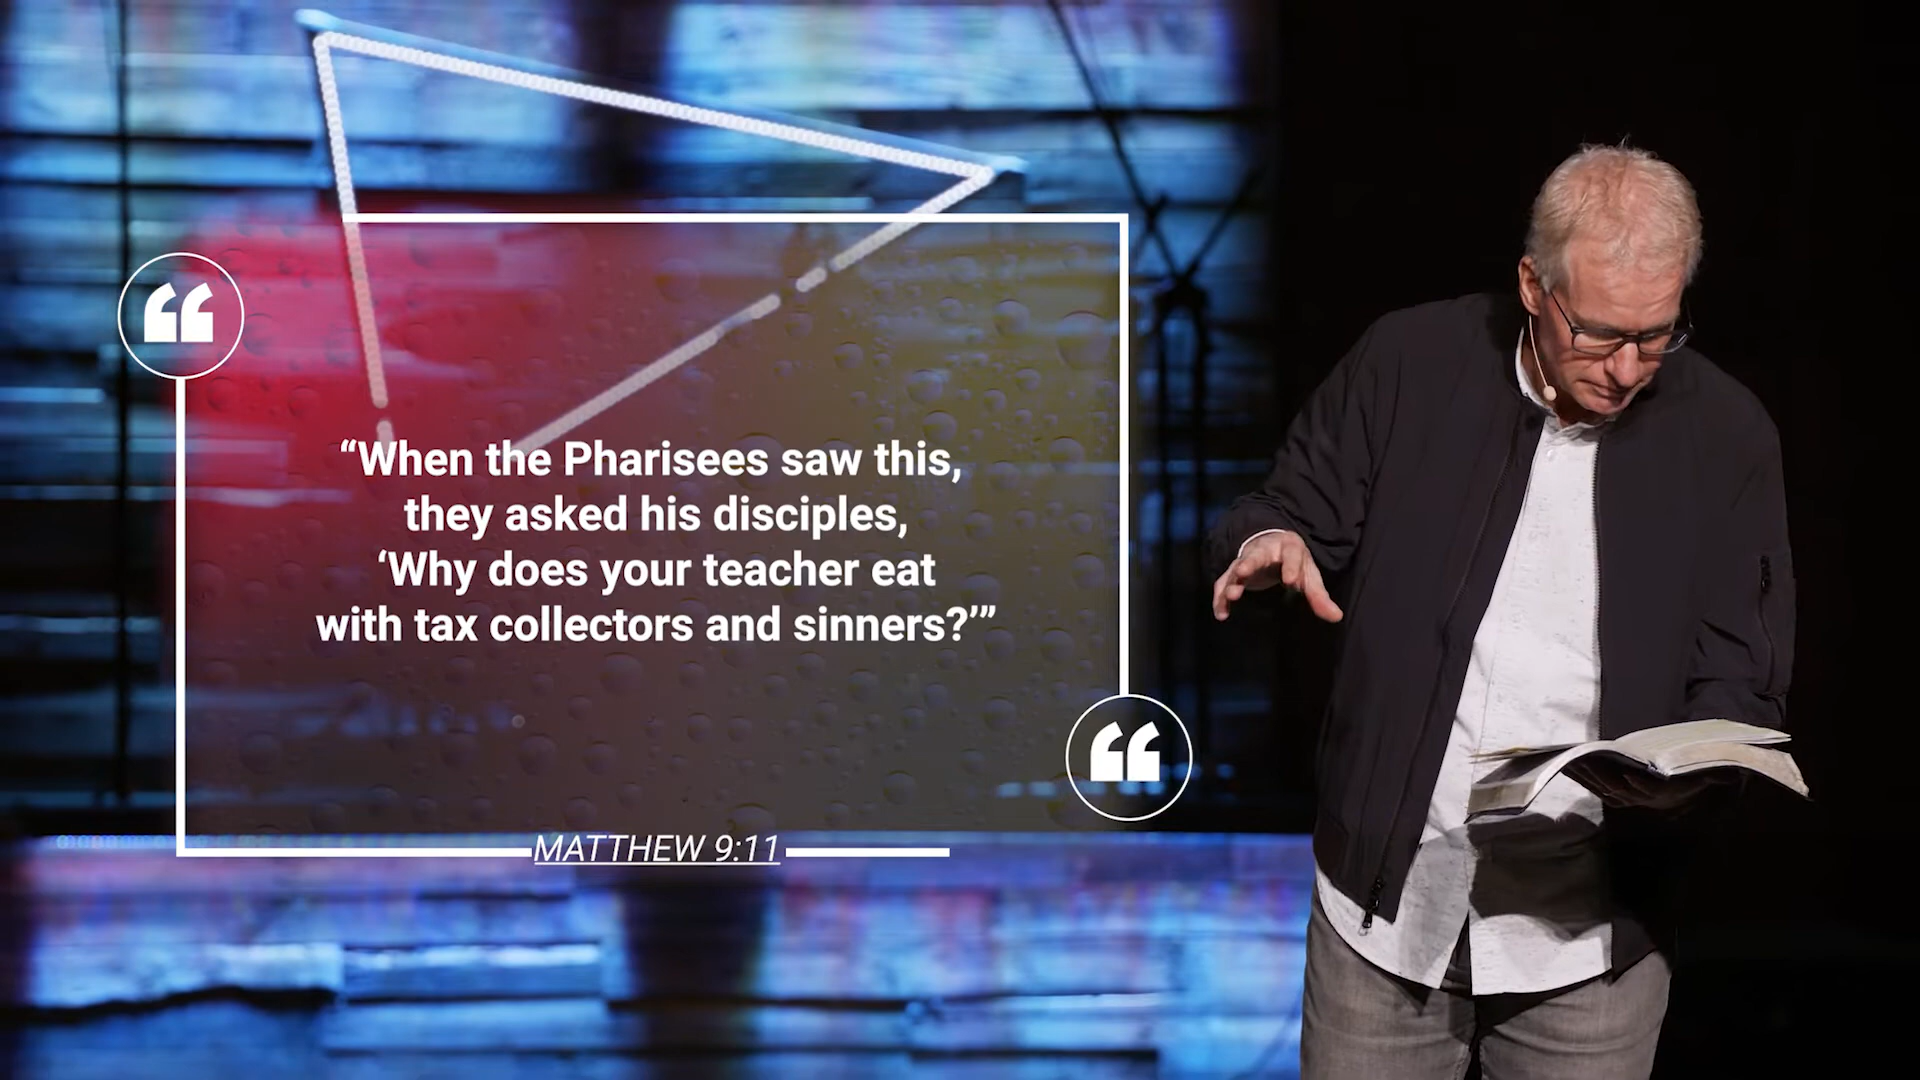 “When the Pharisees saw this,
they asked his disciples,
‘Why does your teacher eat
with tax collectors and sinners?’”
MATTHEW 9:11